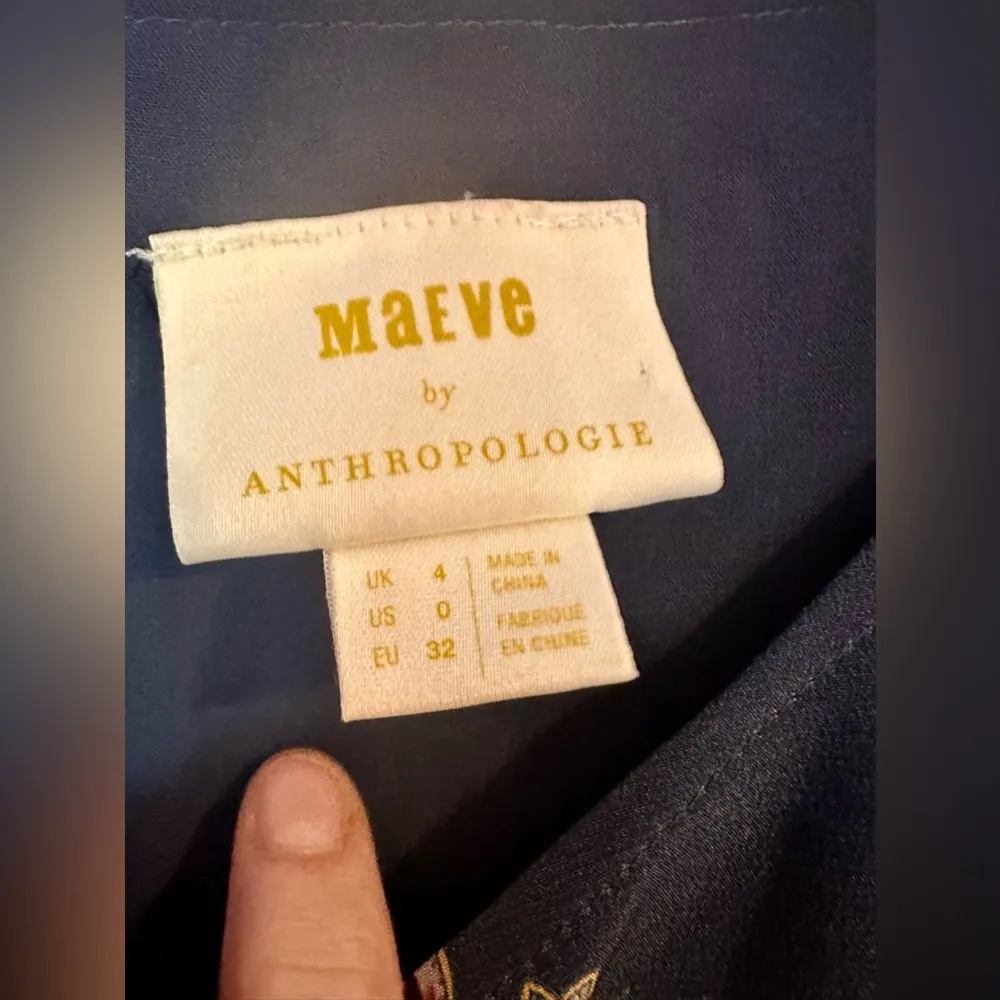 MaEve
by
ANTHROPOLOGIE
UK 4
US 0
EU 32
MADE IN
CHINA
FABRIQUE
EN CHINE